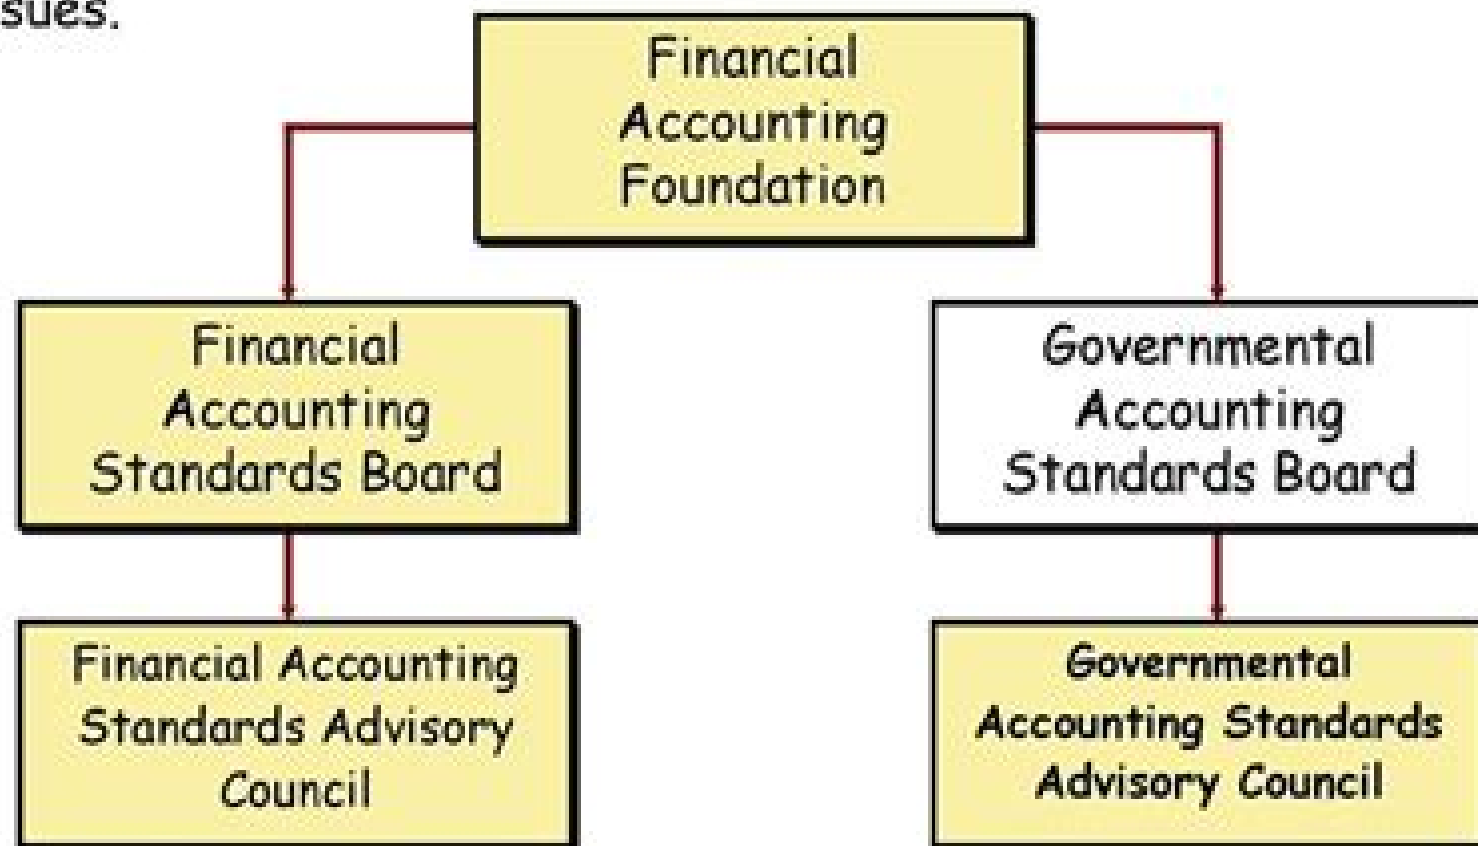 sues.
Financial
Accounting
Foundation
Financial
Accounting
Standards Board
Governmental
Accounting
Standards Board
Financial Accounting
Standards Advisory
Council
Governmental
Accounting Standards
Advisory Council